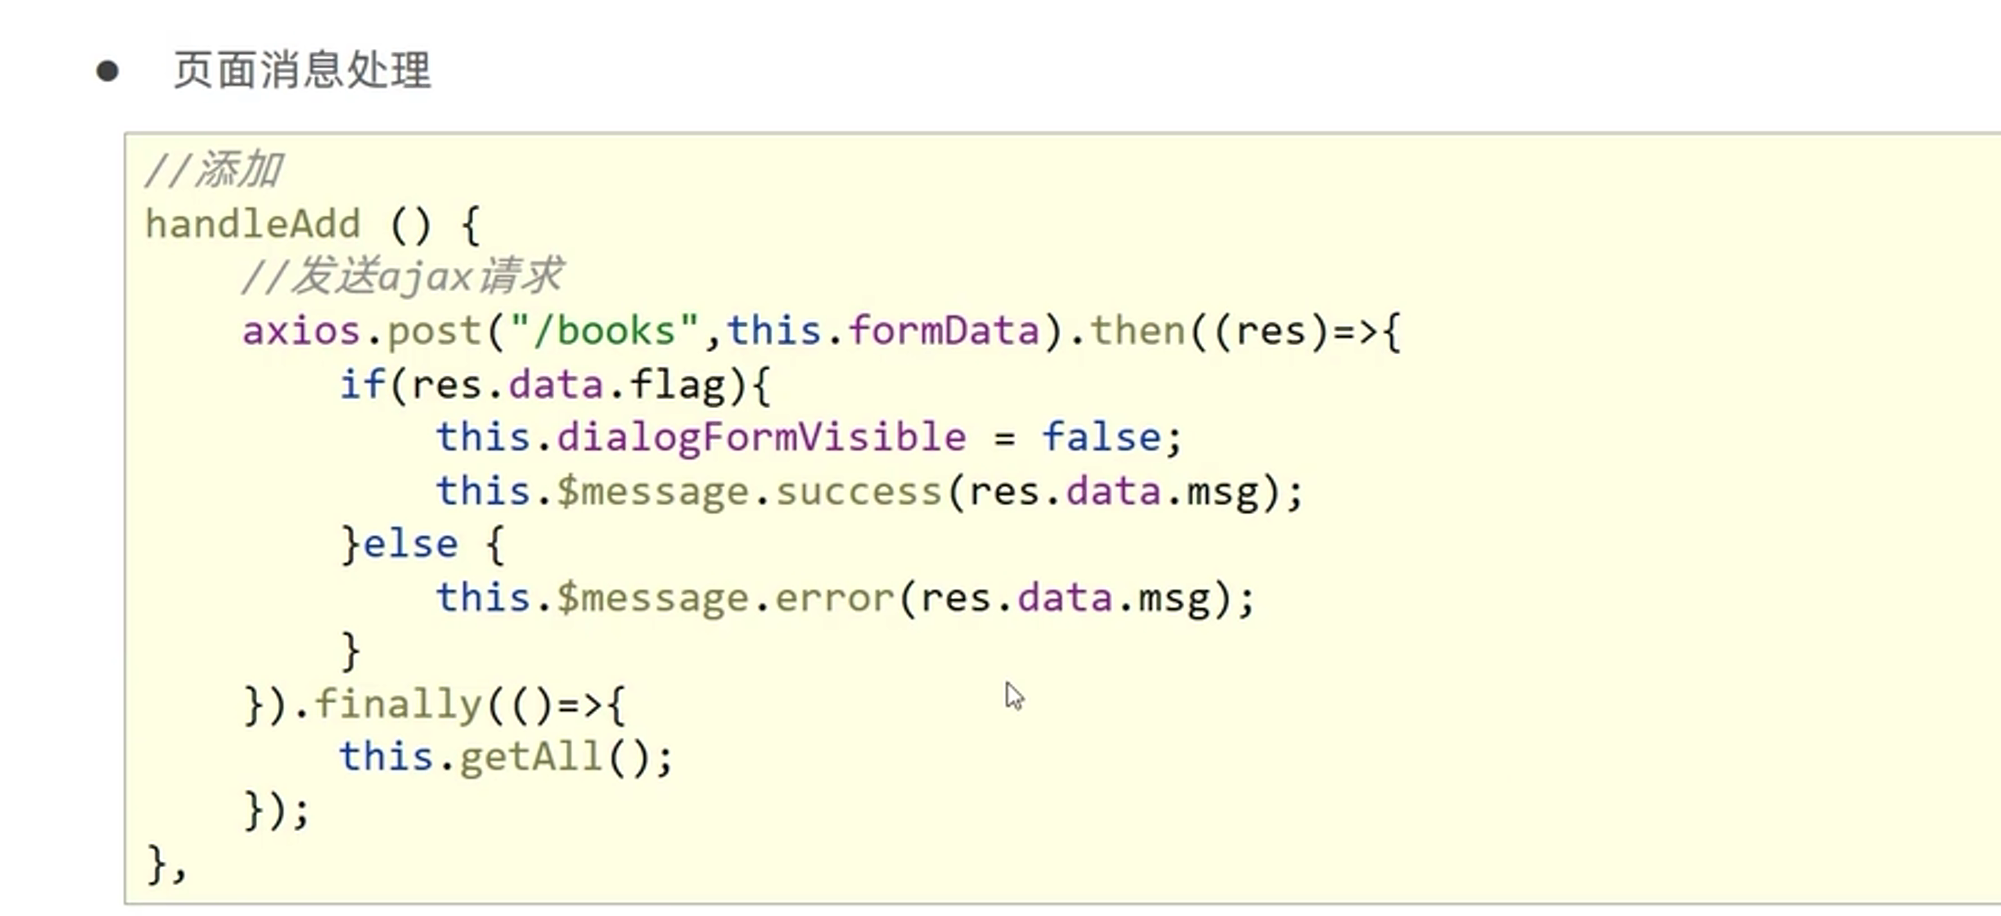 ● 页面消息处理
//添加
handleAdd () {
    //发送ajax请求
    axios.post("/books",this.formData).then((res)=>{
        if(res.data.flag){
            this.dialogFormVisible = false;
            this.$message.success(res.data.msg);
        }else {
            this.$message.error(res.data.msg);
        }
    }).finally(()=>{
        this.getAll();
    });
},